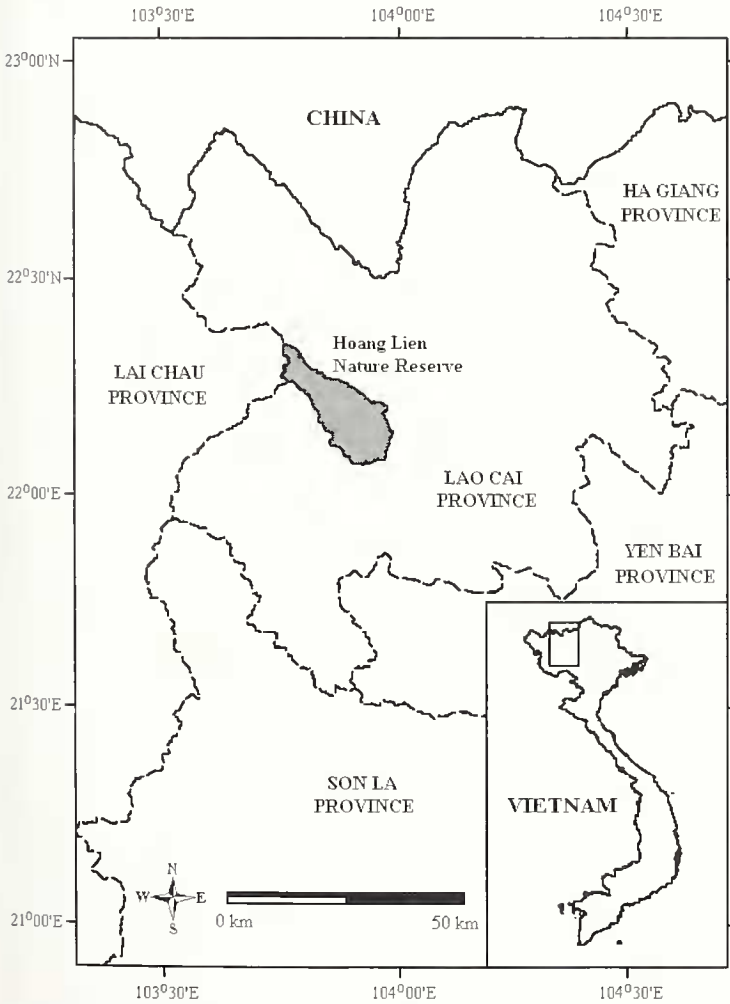 103°30'E
104°00'E
104°30'E
23°00'N
CHINA
HA GIANG
PROVINCE
22°30'N
Hoang Lien
Nature Reserve
LAI CHAU
PROVINCE
LAO CAI
PROVINCE
22°00'E
YEN BAI
PROVINCE
21°30'E
SON LA
PROVINCE
VIETNAM
N
W
E
S
0 km
50 km
21°00'E
103°30'E
104°00'E
104°30'E